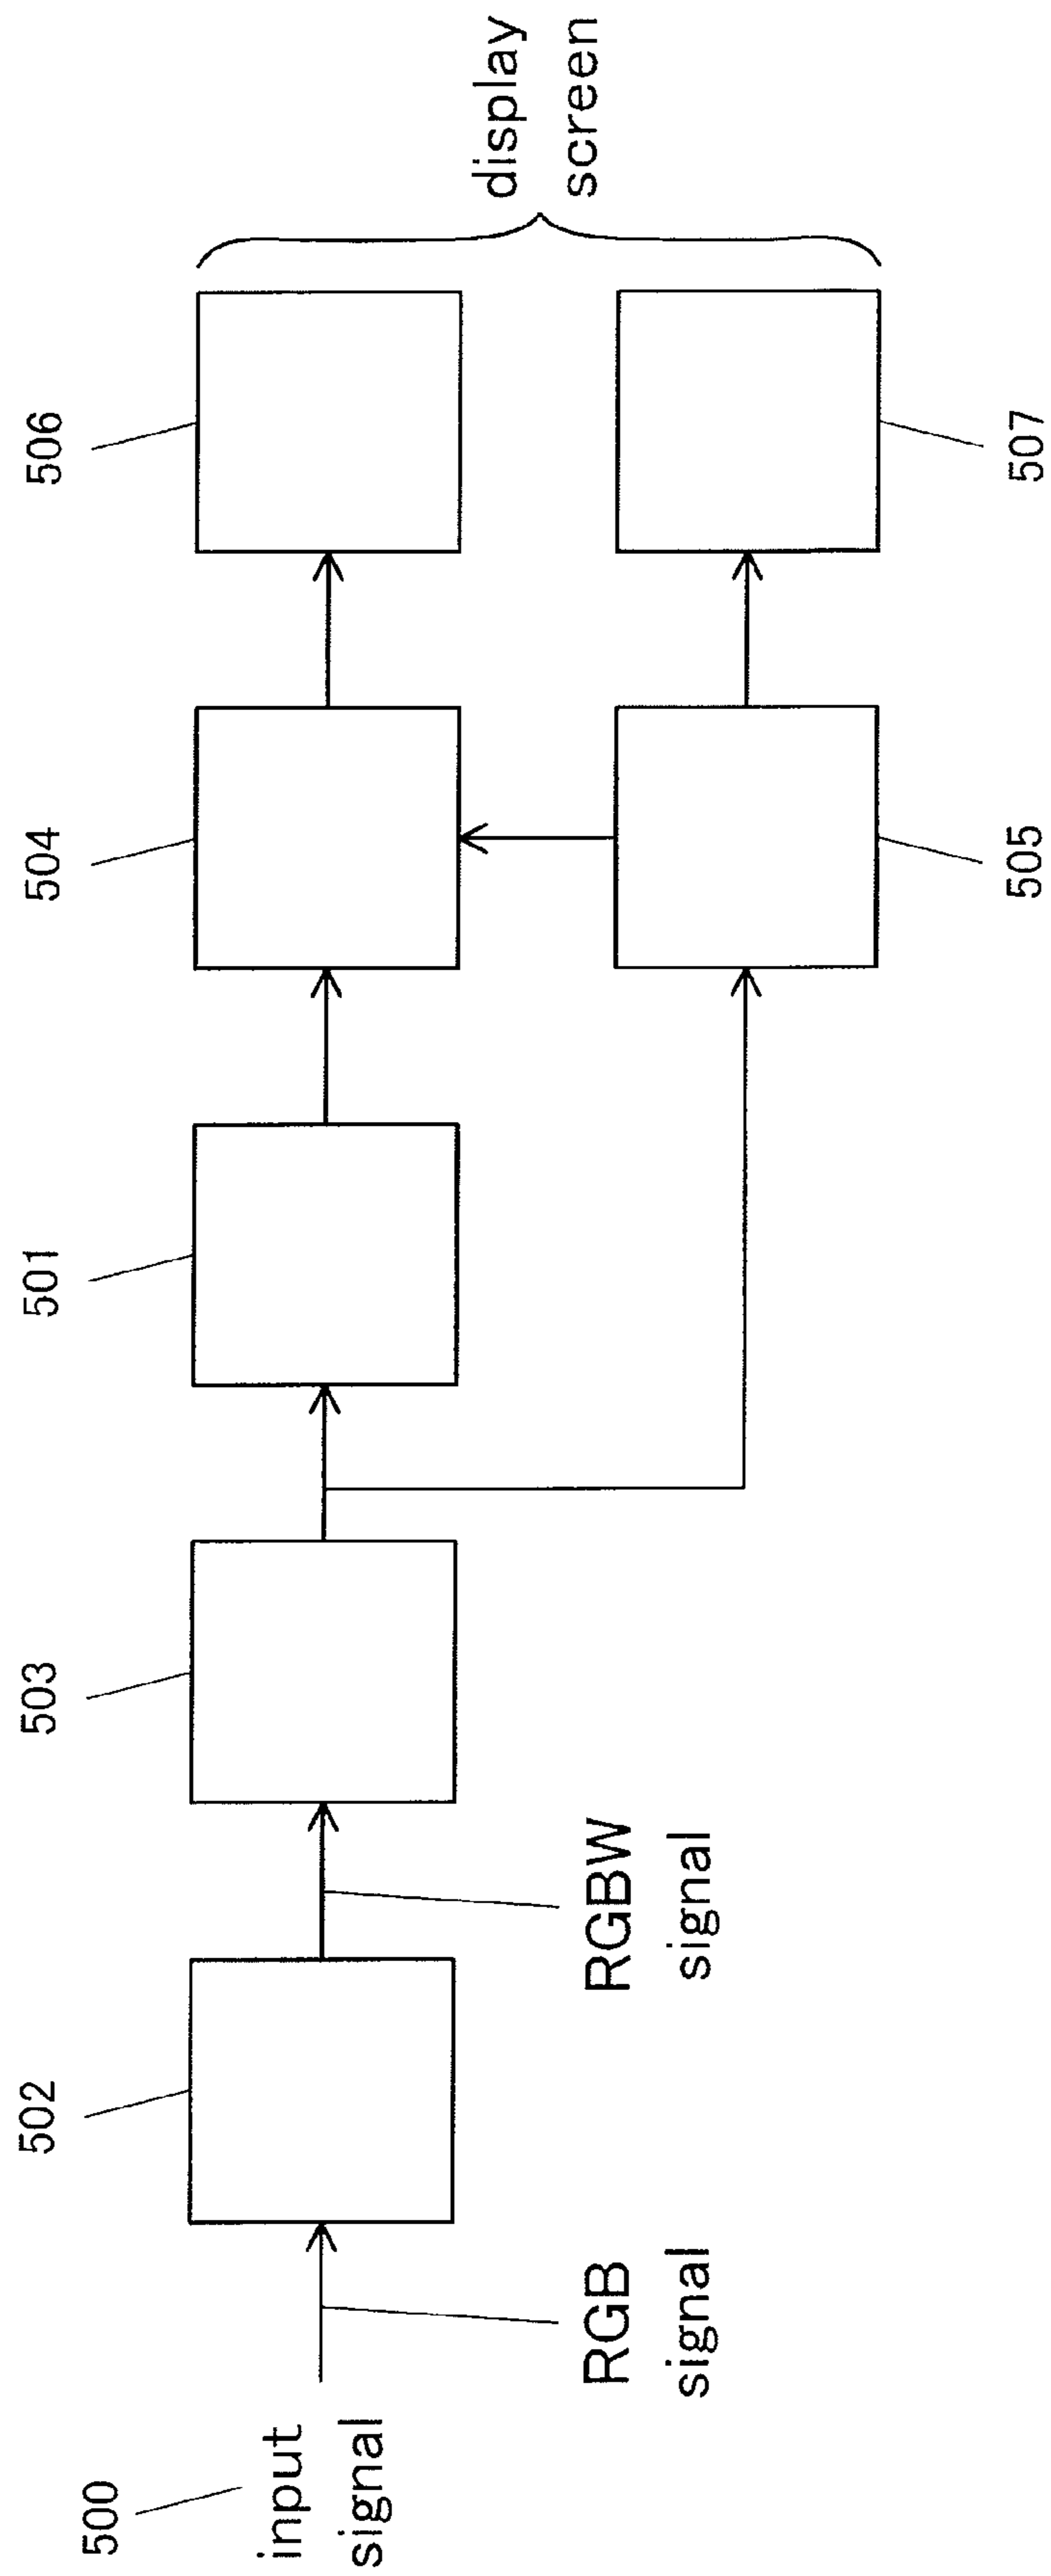 500
input
signal
RGB
signal
502
RGBW
signal
503
501
504
505
506
507
display
screen